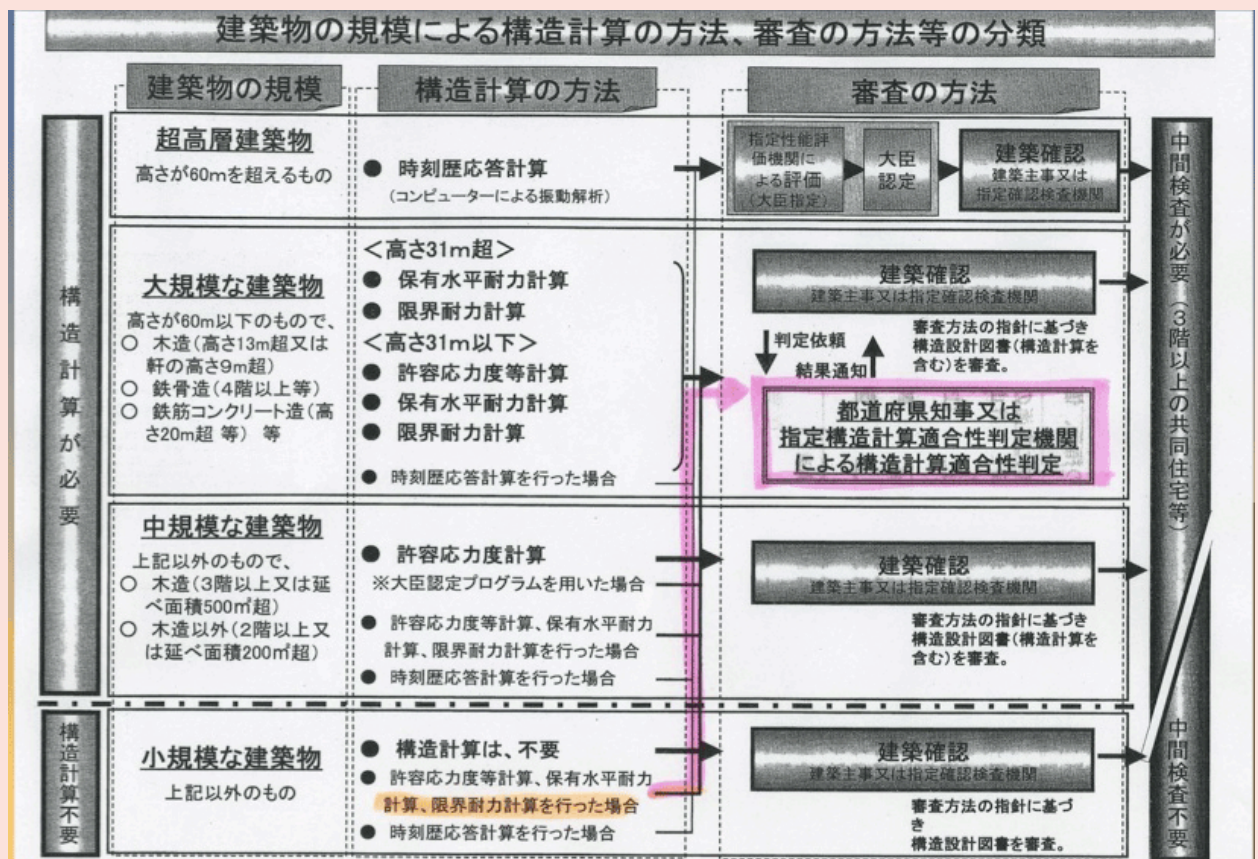 建築物の規模による構造計算の方法、審査の方法等の分類
建築物の規模
構造計算の方法
審査の方法
構造計算が必要
超高層建築物
高さが60mを超えるもの
● 時刻歴応答計算
(コンピューターによる振動解析)
指定性能評
価機関に
よる評価
(大臣指定)
大臣
認定
建築確認
建築主事又は
指定確認検査機関
中間検査が必要(3階以上の共同住宅等)
大規模な建築物
高さが60m以下のもので、
○ 木造(高さ13m超又は
軒の高さ9m超)
○ 鉄骨造(4階以上等)
○ 鉄筋コンクリート造(高
さ20m超 等) 等
<高さ31m超>
● 保有水平耐力計算
● 限界耐力計算
<高さ31m以下>
● 許容応力度等計算
● 保有水平耐力計算
● 限界耐力計算
● 時刻歴応答計算を行った場合
建築確認
建築主事又は指定確認検査機関
判定依頼
結果通知
審査方法の指針に基づき
構造設計図書(構造計算を
含む)を審査。
都道府県知事又は
指定構造計算適合性判定機関
による構造計算適合性判定
中規模な建築物
上記以外のもので、
○ 木造(3階以上又は延
べ面積500㎡超)
○ 木造以外(2階以上又
は延べ面積200㎡超)
● 許容応力度計算
※大臣認定プログラムを用いた場合
● 許容応力度等計算、保有水平耐力
計算、限界耐力計算を行った場合
● 時刻歴応答計算を行った場合
建築確認
建築主事又は指定確認検査機関
審査方法の指針に基づき
構造設計図書(構造計算を
含む)を審査。
構造計算不要
小規模な建築物
上記以外のもの
● 構造計算は、不要
● 許容応力度等計算、保有水平耐力
計算、限界耐力計算を行った場合
● 時刻歴応答計算を行った場合
建築確認
建築主事又は指定確認検査機関
審査方法の指針に基づ
き
構造設計図書を審査。
中間検査不要